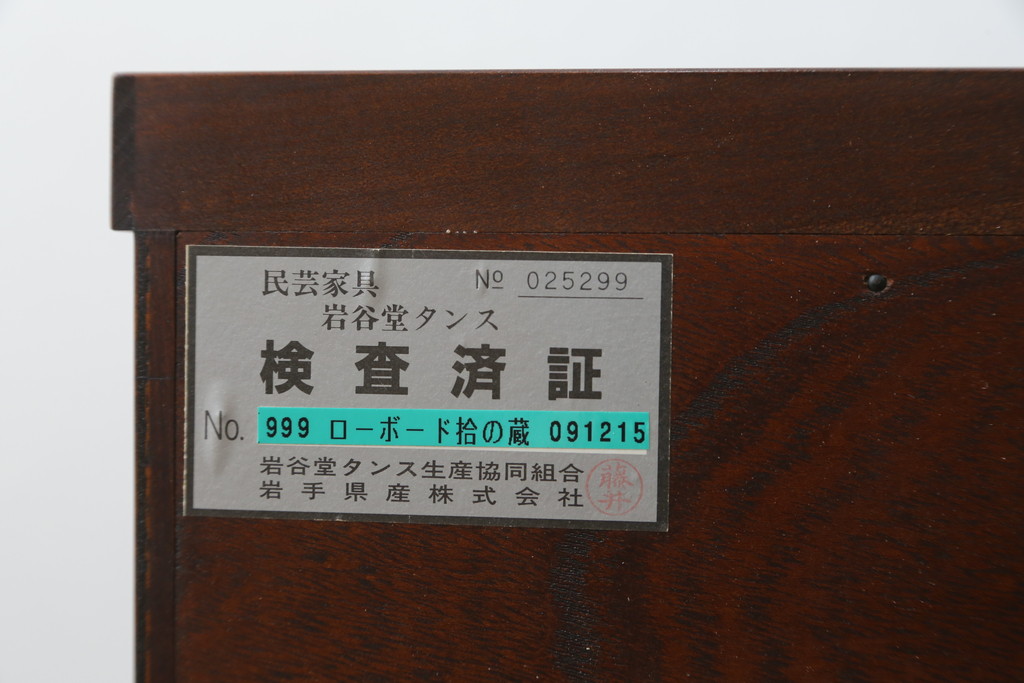 民芸家具 № 025299
岩谷堂タンス
検査済証
No. 999 ローボード拾の蔵 091215
岩谷堂タンス生産協同組合
岩手県産株式会社
藤井